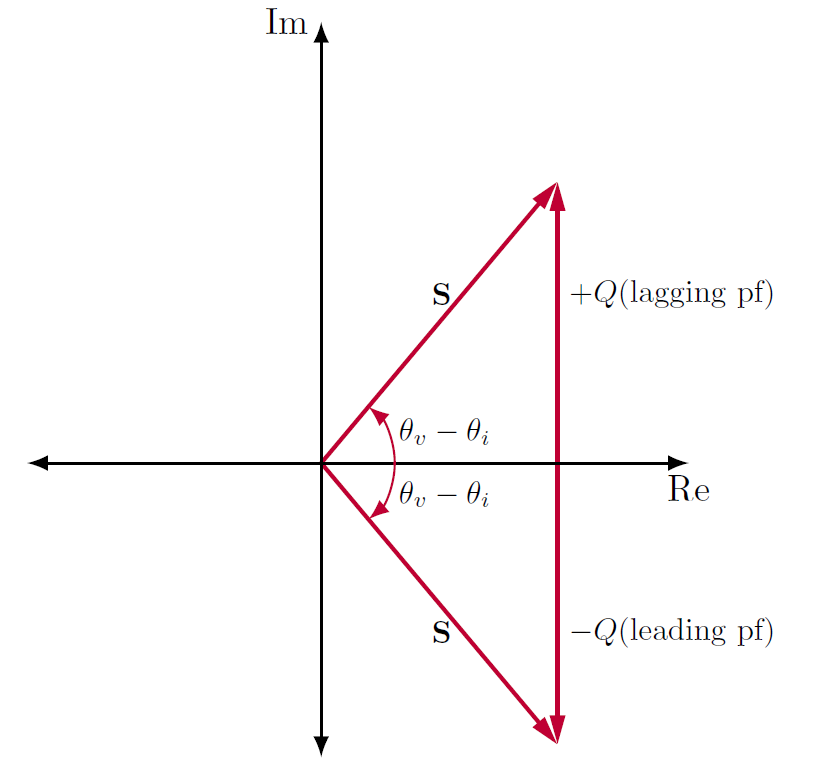 Im
S
+Q(lagging pf)
θᵥ − θᵢ
Re
θᵥ − θᵢ
S
−Q(leading pf)